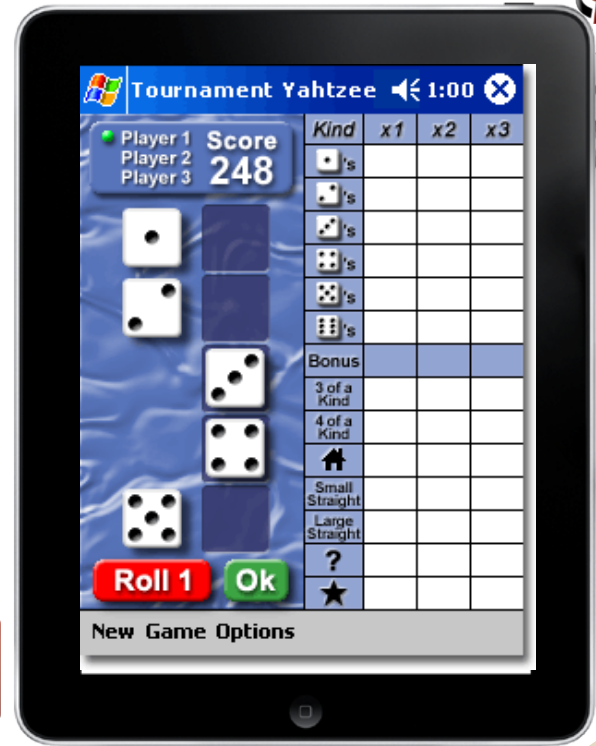 Tournament Yahtzee 1:00
Player 1
Player 2
Player 3
Score
248
Kind x1 x2 x3
's
's
's
's
's
's
Bonus
3 of a
Kind
4 of a
Kind
Small
Straight
Large
Straight
?
Roll 1 Ok
New Game Options